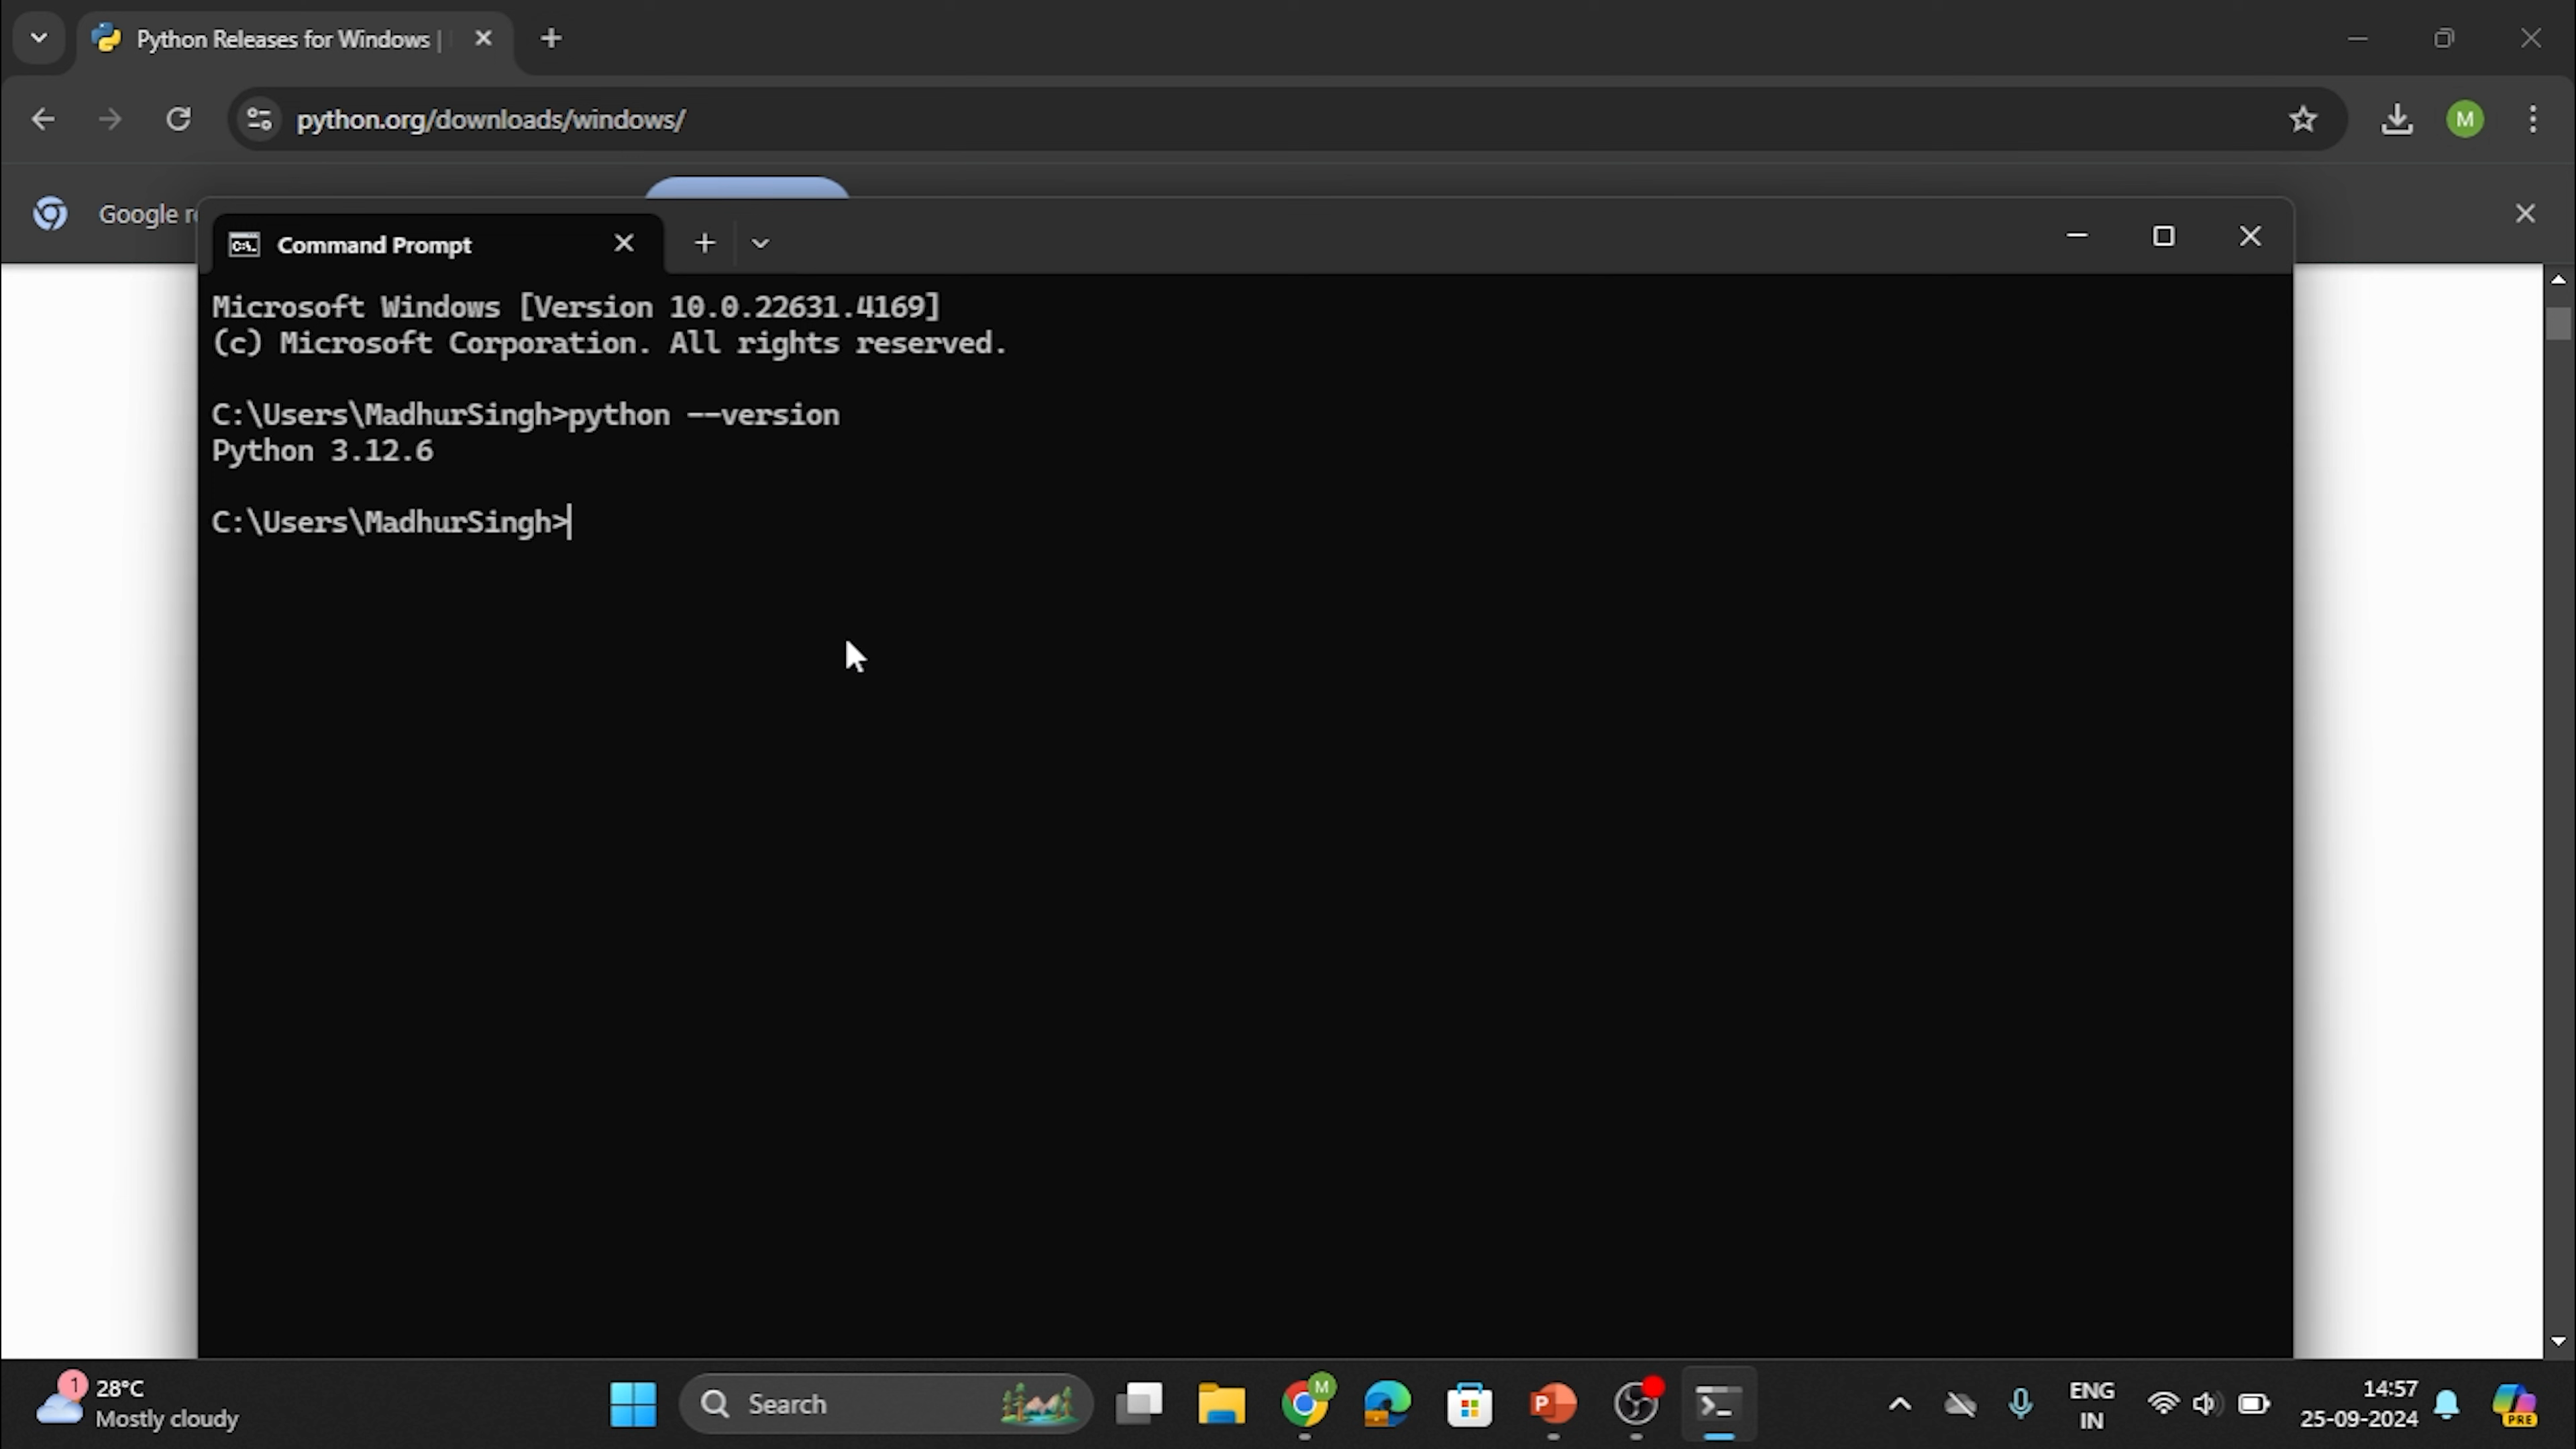 Python Releases for Windows |
python.org/downloads/windows/
M
Google
Command Prompt
Microsoft Windows [Version 10.0.22631.4169]
(c) Microsoft Corporation. All rights reserved.
C:\Users\MadhurSingh>python --version
Python 3.12.6
C:\Users\MadhurSingh>
1
28°C
Mostly cloudy
Search
M
P
ENG
IN
14:57
25-09-2024
PRE